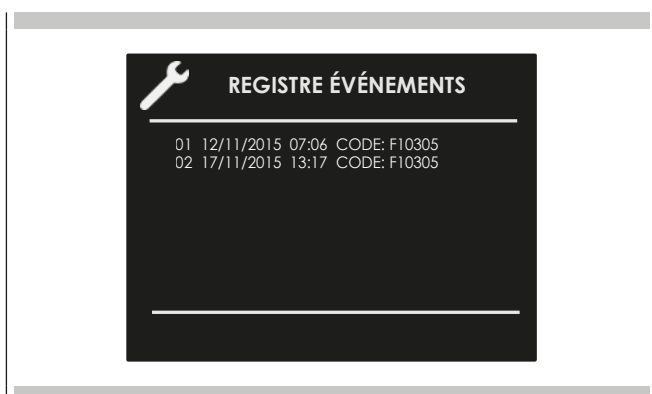 REGISTRE ÉVÉNEMENTS
01 12/11/2015 07:06 CODE: F10305
02 17/11/2015 13:17 CODE: F10305